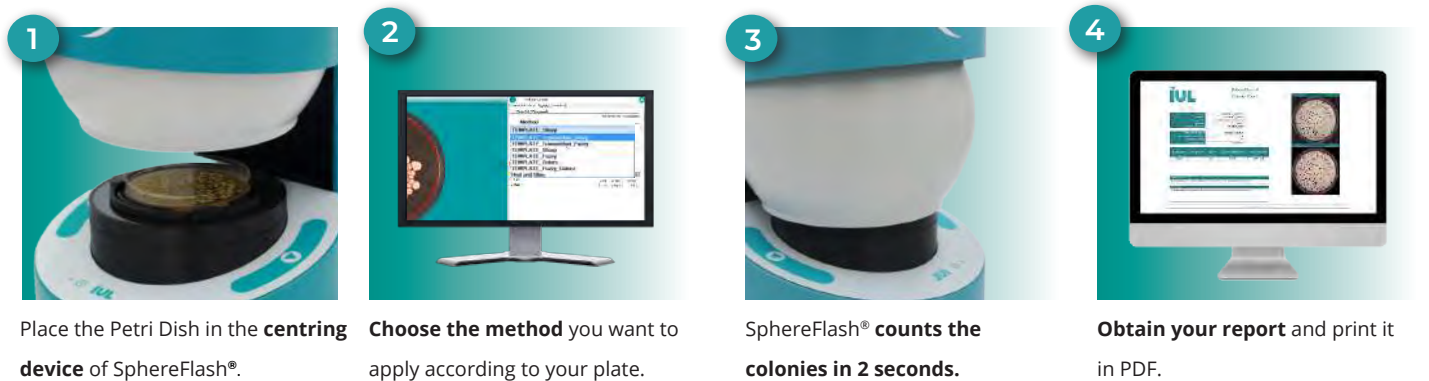 1
2
3
4
IUL
IUL
IUL
Method
Place the Petri Dish in the centring
device of SphereFlash®.
Choose the method you want to
apply according to your plate.
SphereFlash® counts the
colonies in 2 seconds.
Obtain your report and print it
in PDF.